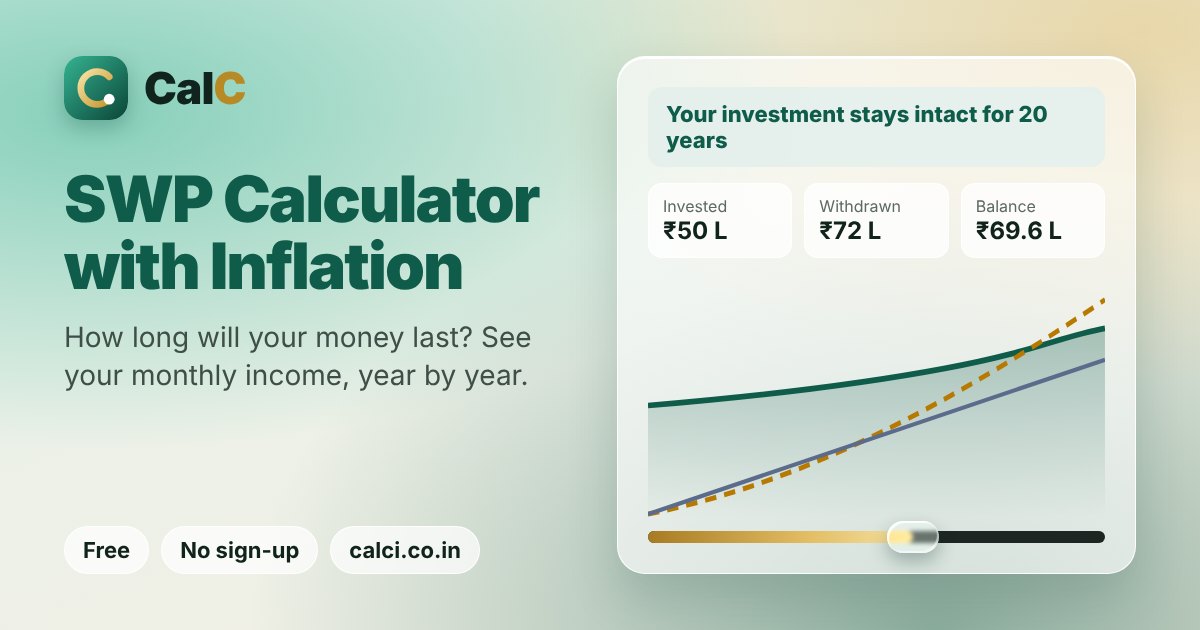 CalC
SWP Calculator
with Inflation
How long will your money last? See
your monthly income, year by year.
Free
No sign-up
calci.co.in
Your investment stays intact for 20
years
Invested
₹50 L
Withdrawn
₹72 L
Balance
₹69.6 L